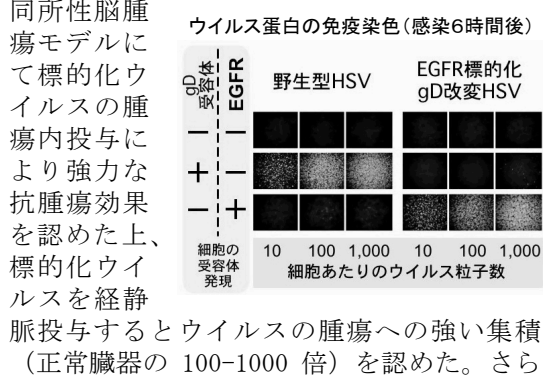 同所性脳腫
瘍モデルに
て標的化ウ
イルスの腫
瘍内投与に
より強力な
抗腫瘍効果
を認めた上、
標的化ウイ
ルスを経静
脈投与するとウイルスの腫瘍への強い集積
（正常臓器の 100-1000 倍）を認めた。さら
ウイルス蛋白の免疫染色(感染6時間後)
gD
受容体
EGFR
野生型HSV
EGFR標的化
gD改変HSV
－ －
＋ －
－ ＋
細胞の
受容体
発現
10 100 1,000 10 100 1,000
細胞あたりのウイルス粒子数